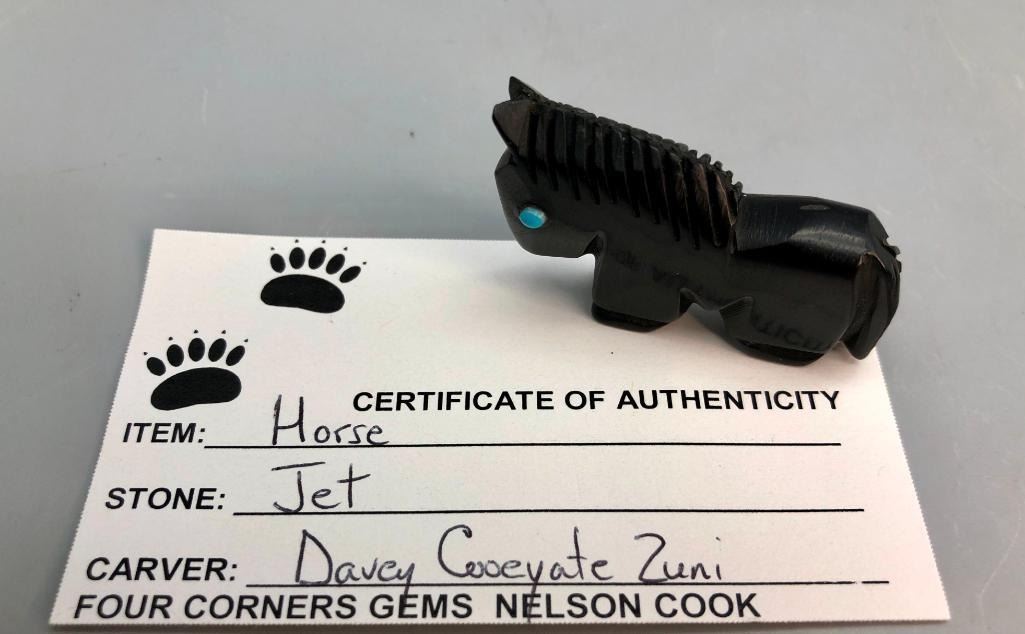 CERTIFICATE OF AUTHENTICITY
ITEM: Horse
STONE: Jet
CARVER: Davey Cooeyate Zuni
FOUR CORNERS GEMS NELSON COOK